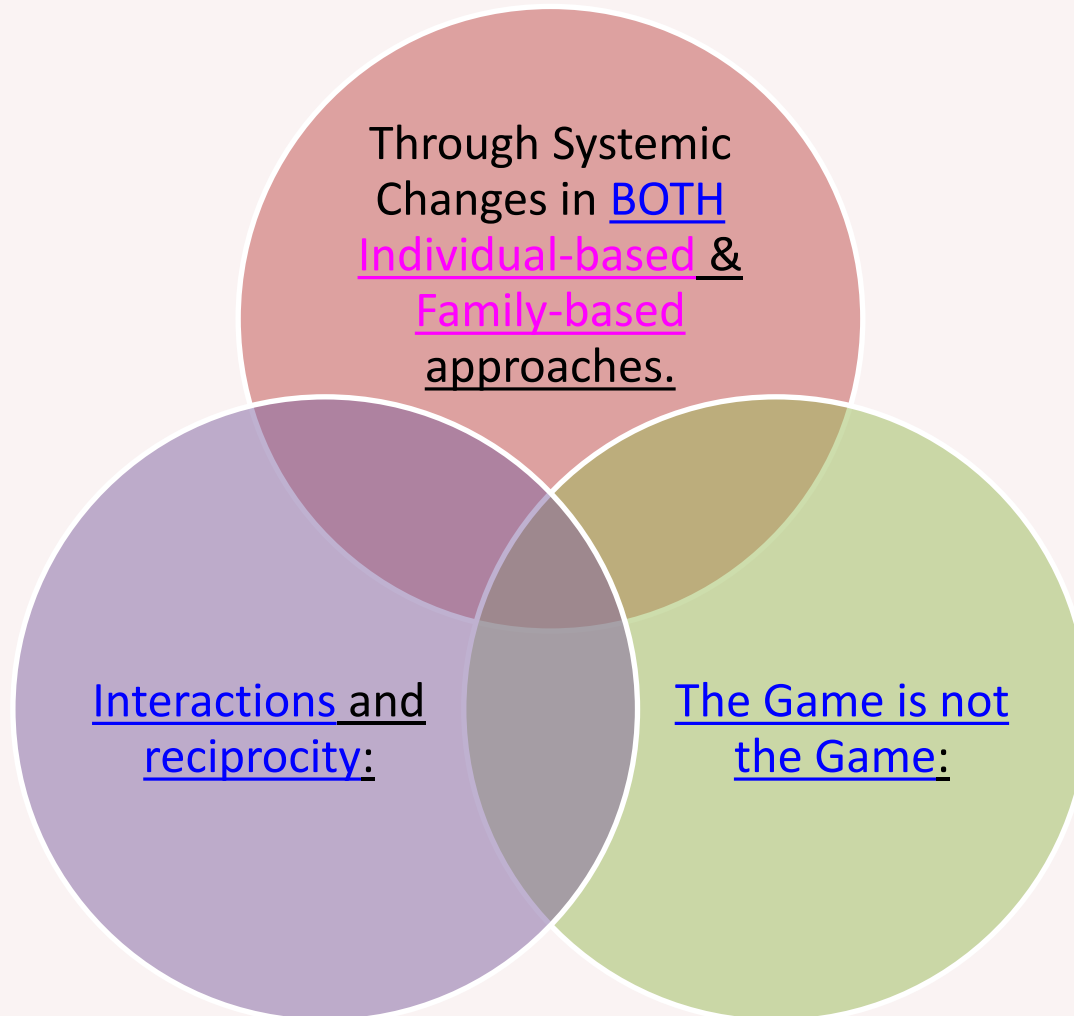 Through Systemic
Changes in BOTH
Individual-based &
Family-based
approaches.
Interactions and
reciprocity:
The Game is not
the Game: